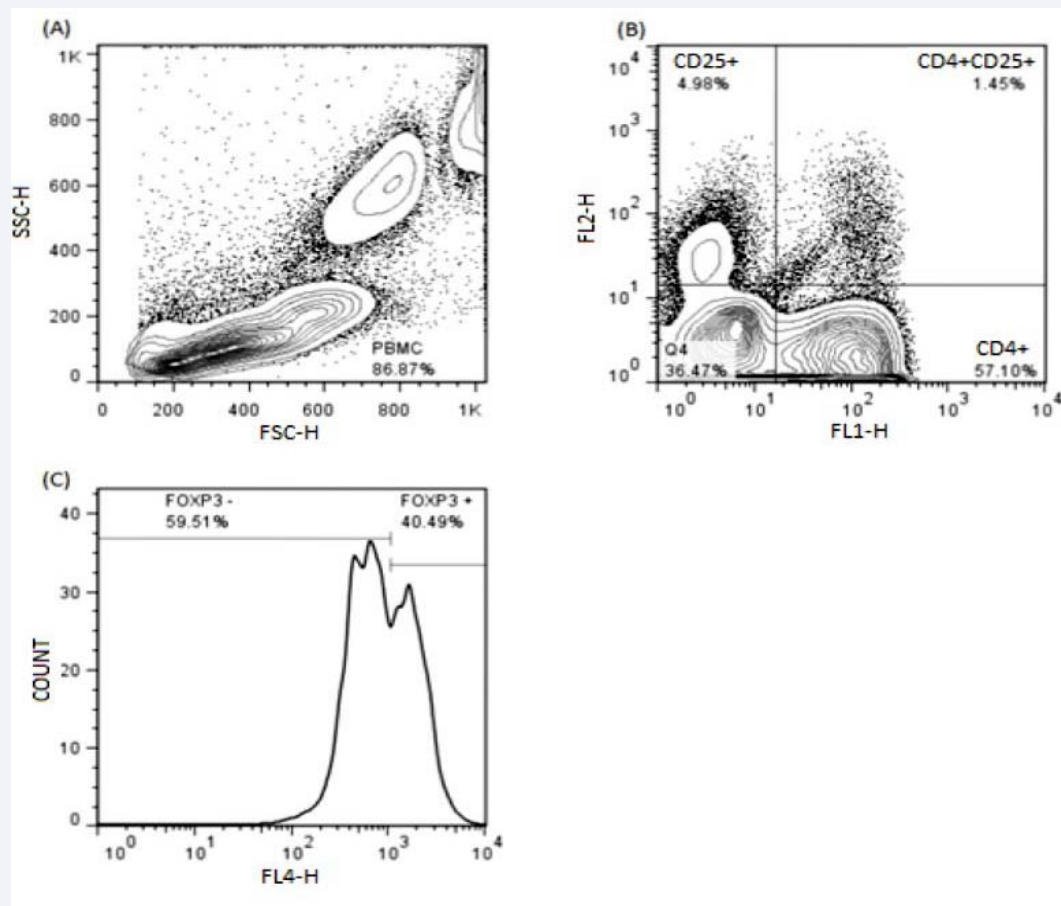 (A)
1K
800
600
400
200
0
SSC-H
PBMC
86.87%
0 200 400 600 800 1K
FSC-H
(B)
CD25+
4.98%
CD4+CD25+
1.45%
10^4
10^3
10^2
10^1
10^0
FL2-H
Q4
36.47%
CD4+
57.10%
10^0 10^1 10^2 10^3 10^4
FL1-H
(C)
FOXP3 -
59.51%
FOXP3 +
40.49%
40
30
20
10
0
COUNT
10^0 10^1 10^2 10^3 10^4
FL4-H